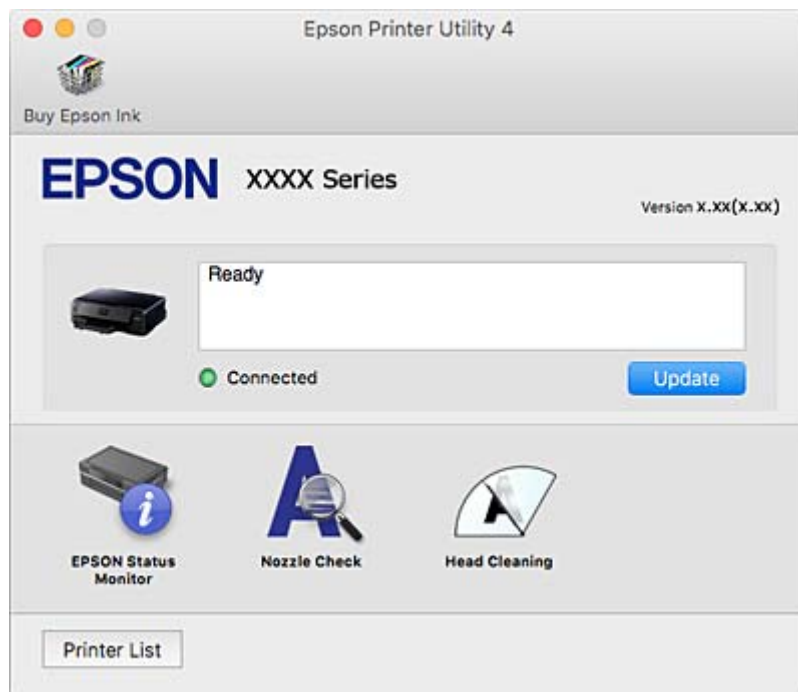 Epson Printer Utility 4
Buy Epson Ink
EPSON XXXX Series
Version X.XX(X.XX)
Ready
Connected
Update
EPSON Status
Monitor
Nozzle Check
Head Cleaning
Printer List